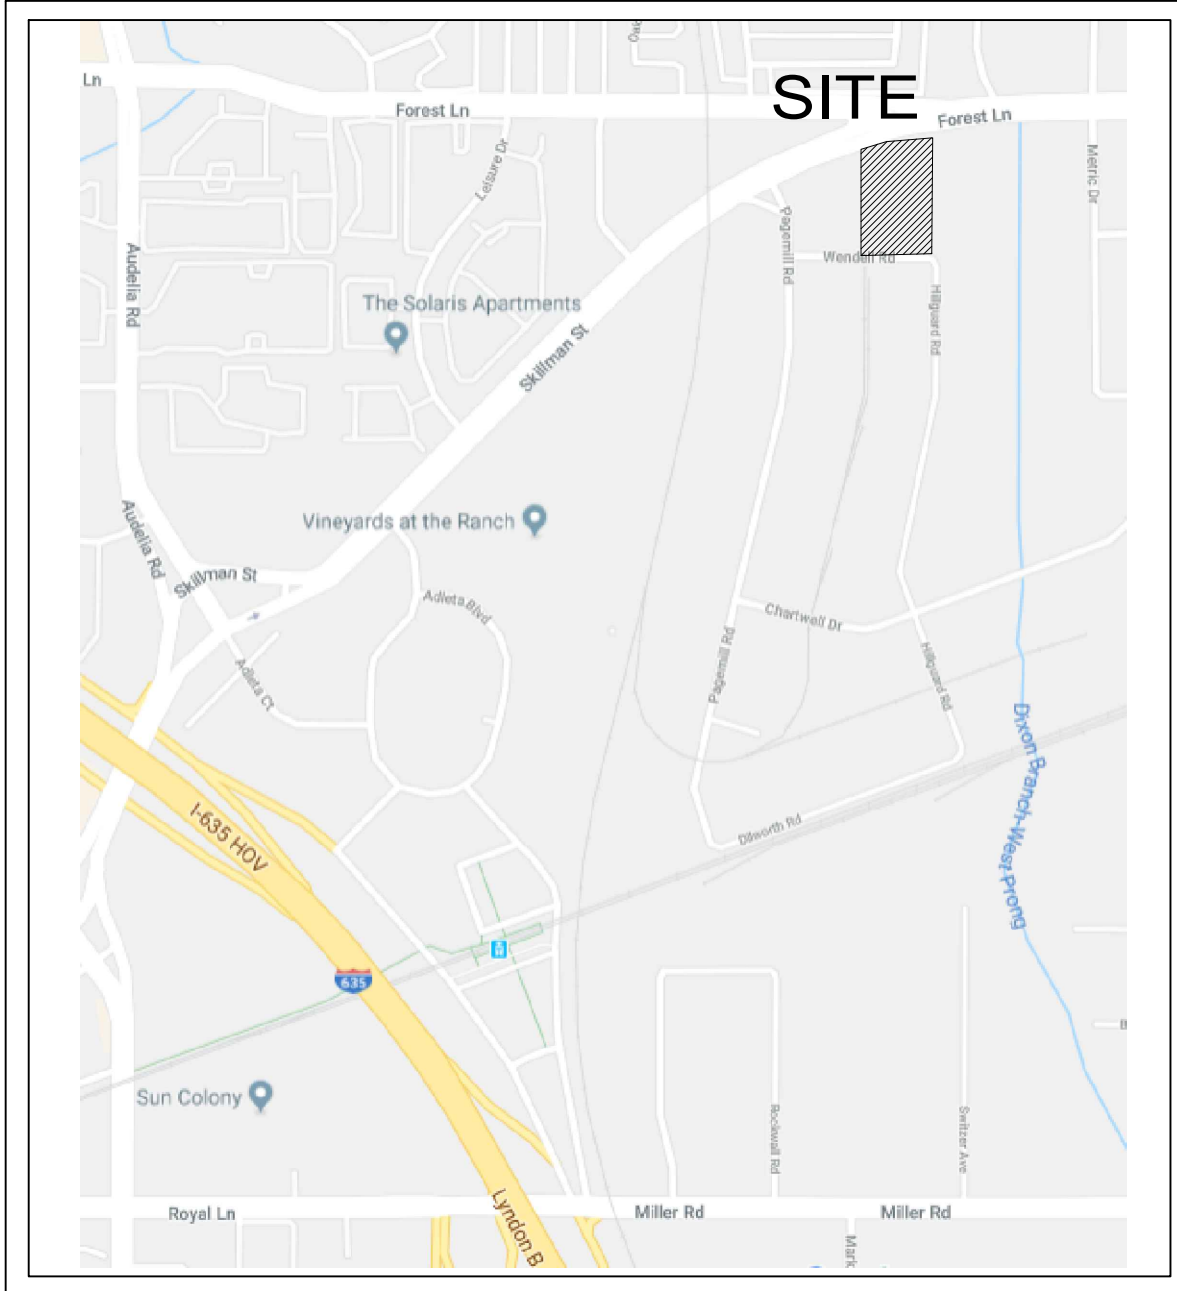 Oak
Ln
SITE
Forest Ln
Forest Ln
Leisure Dr
Metric Dr
Pagemill Rd
Audelia Rd
Wendell Rd
The Solaris Apartments
Hillguard Rd
Skillman St
Vineyards at the Ranch
Audelia Rd
Skillman St
Adleta Blvd
Chartwell Dr
Pagemill Rd
Adleta Ct
Hillguard Rd
Dixon Branch-West Prong
I-635 HOV
Dilworth Rd
635
Sun Colony
Rockwall Rd
Switzer Ave
Royal Ln
Lyndon B
Miller Rd
Miller Rd
Mark